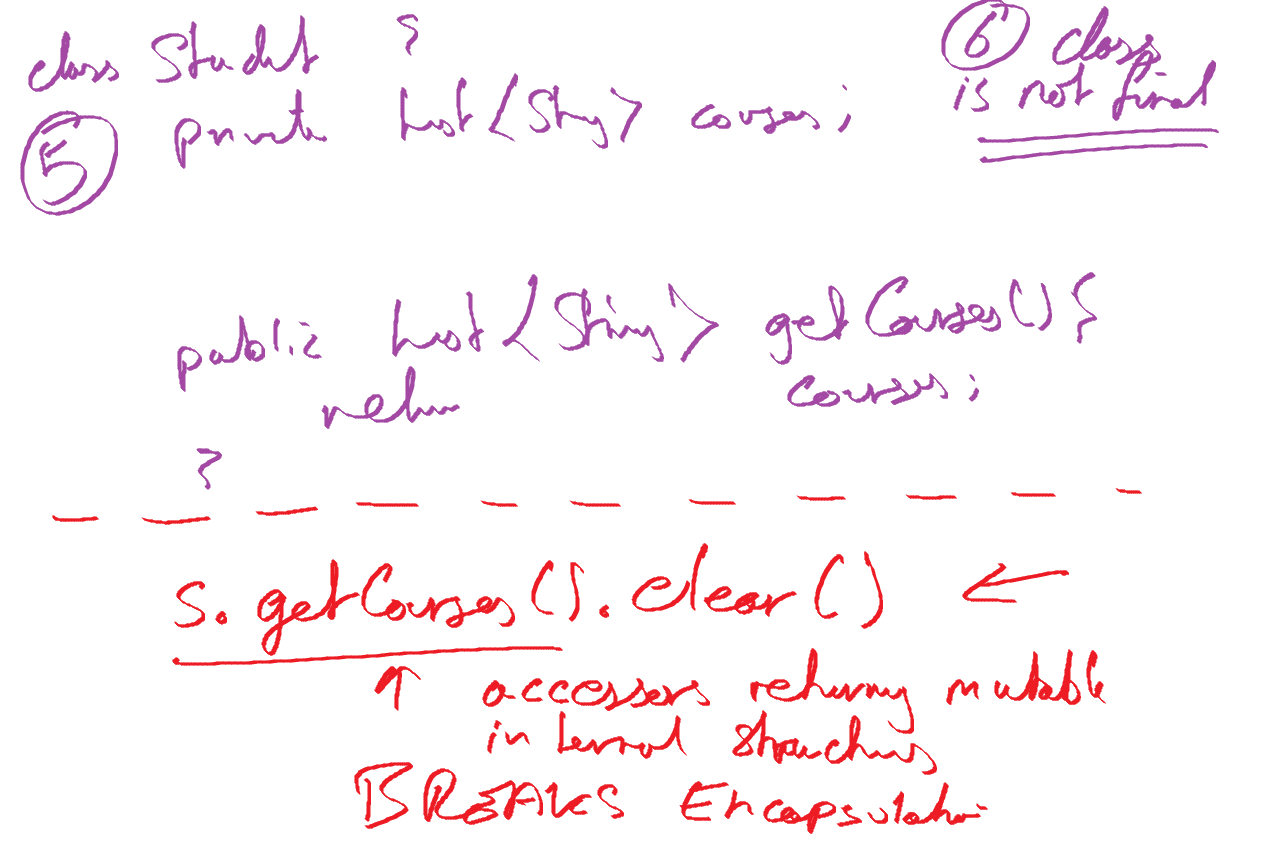 class Student {
⑤ private List<String> courses;
⑥ class
is not final
public List<String> getCourses() {
return courses;
}
s.getCourses().clear() ←
↑ accessers returning mutable
internal structures
BREAKS Encapsulation